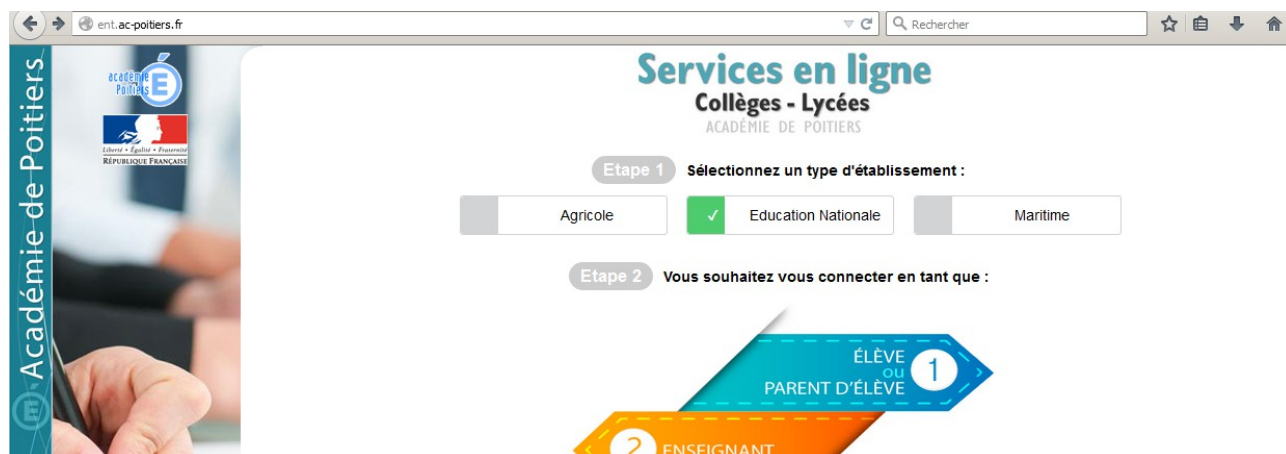 ent.ac-poitiers.fr
Rechercher
Académie de Poitiers
académie
Poitiers
É
Liberté • Égalité • Fraternité
RÉPUBLIQUE FRANÇAISE
Services en ligne
Collèges - Lycées
ACADÉMIE DE POITIERS
Etape 1 Sélectionnez un type d'établissement :
Agricole
✓ Education Nationale
Maritime
Etape 2 Vous souhaitez vous connecter en tant que :
ÉLÈVE
ou
PARENT D'ÉLÈVE
1
2 ENSEIGNANT